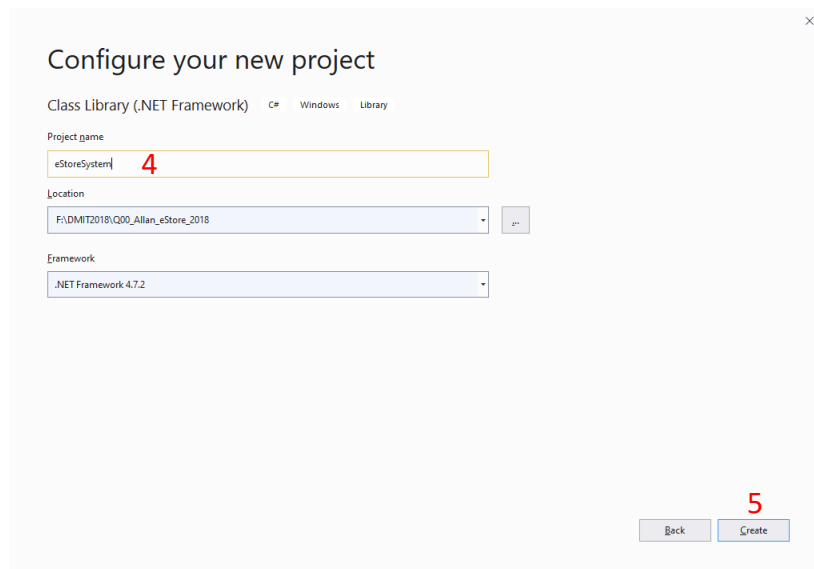 Configure your new project
Class Library (.NET Framework) C# Windows Library
Project name
eStoreSystem 4
Location
F:\DMIT2018\Q00_Allan_eStore_2018 ...
Framework
.NET Framework 4.7.2
5
Back Create